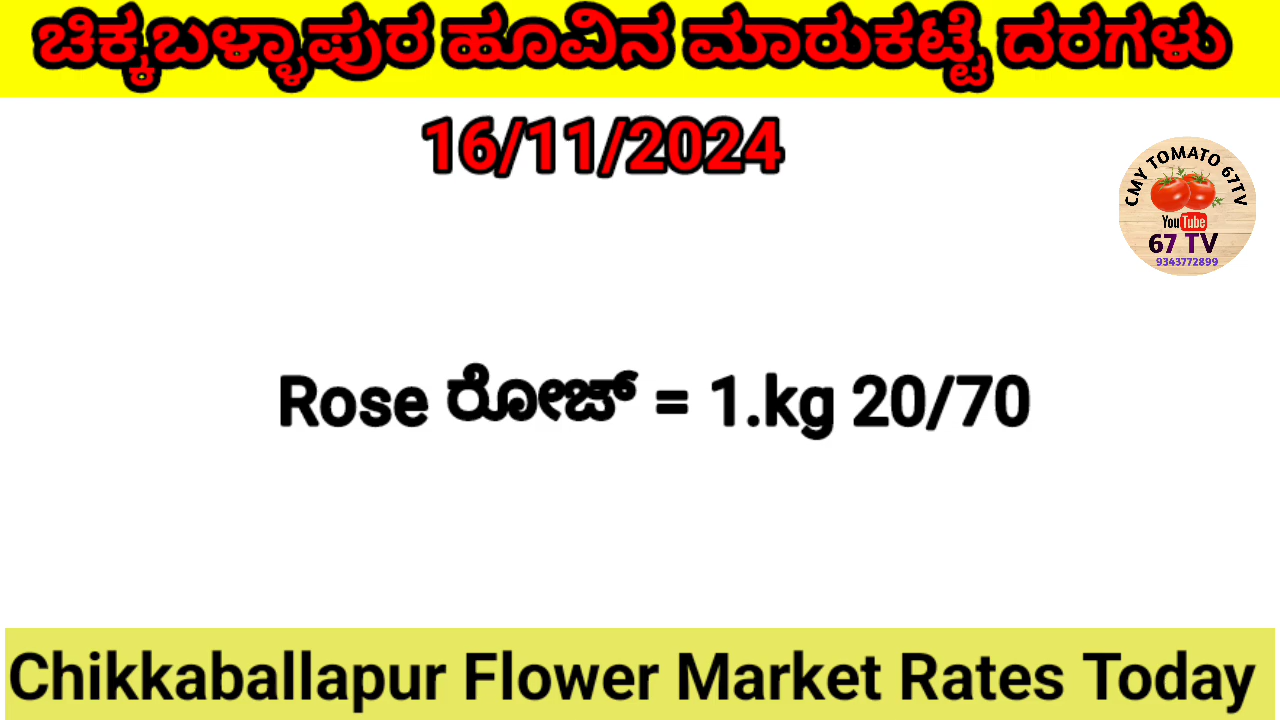 ಚಿಕ್ಕಬಳ್ಳಾಪುರ ಹೂವಿನ ಮಾರುಕಟ್ಟೆ ದರಗಳು
16/11/2024
CMY TOMATO 67TV
YouTube
67 TV
9343772899
Rose ರೋಜ್ = 1.kg 20/70
Chikkaballapur Flower Market Rates Today